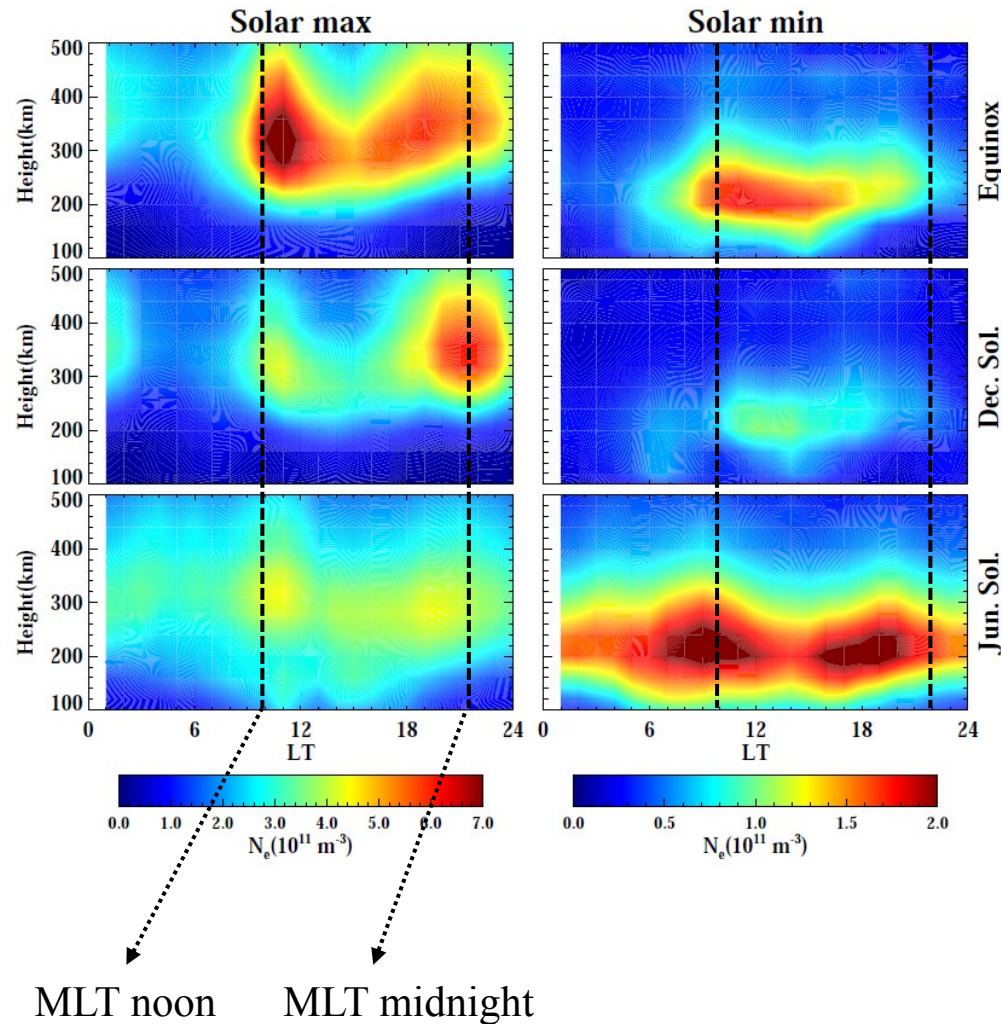 Solar max
Solar min
500
400
300
200
100
Height(km)
Equinox
500
400
300
200
100
Height(km)
Dec. Sol.
500
400
300
200
100
Height(km)
Jun. Sol.
0 6 12 18 24
LT
0 6 12 18 24
LT
0.0 1.0 2.0 3.0 4.0 5.0 6.0 7.0
Nₑ(10¹¹ m⁻³)
0.0 0.5 1.0 1.5 2.0
Nₑ(10¹¹ m⁻³)
MLT noon
MLT midnight